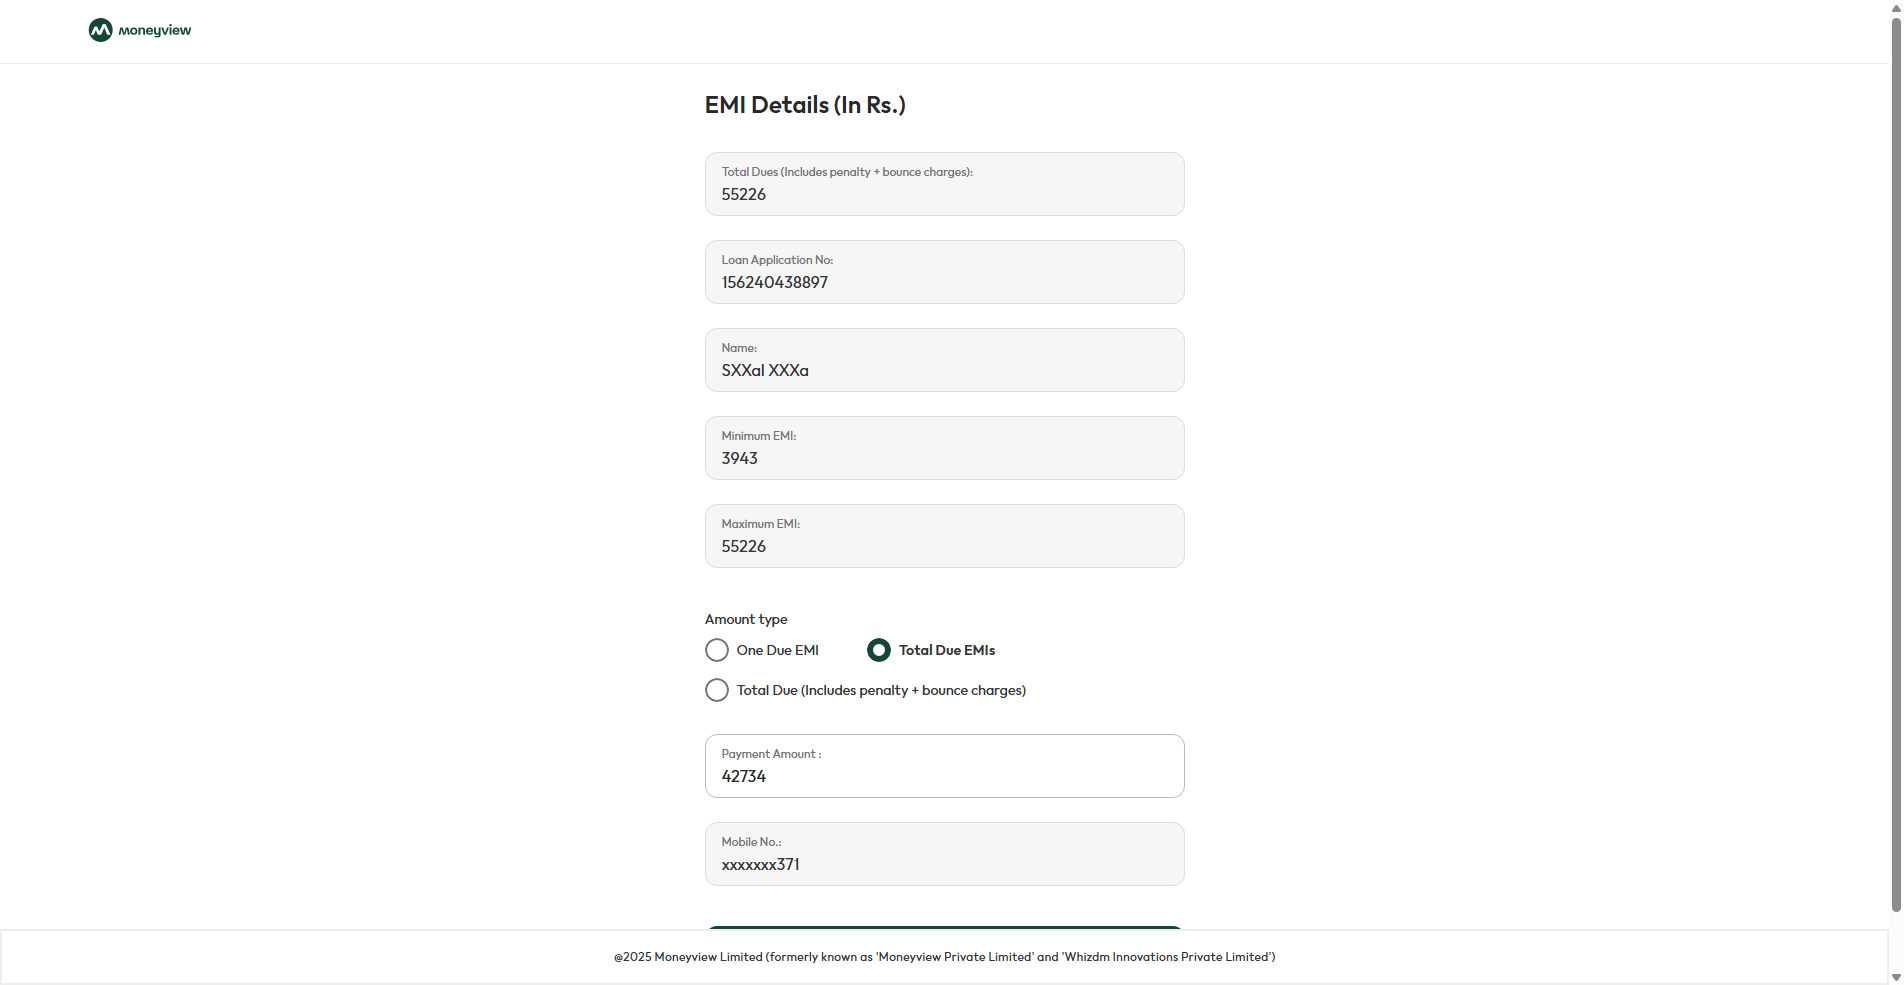 moneyview
EMI Details (In Rs.)
Total Dues (Includes penalty + bounce charges):
55226
Loan Application No:
156240438897
Name:
SXXal XXXa
Minimum EMI:
3943
Maximum EMI:
55226
Amount type
One Due EMI
Total Due EMIs
Total Due (Includes penalty + bounce charges)
Payment Amount :
42734
Mobile No.:
xxxxxxx371
@2025 Moneyview Limited (formerly known as 'Moneyview Private Limited' and 'Whizdm Innovations Private Limited')